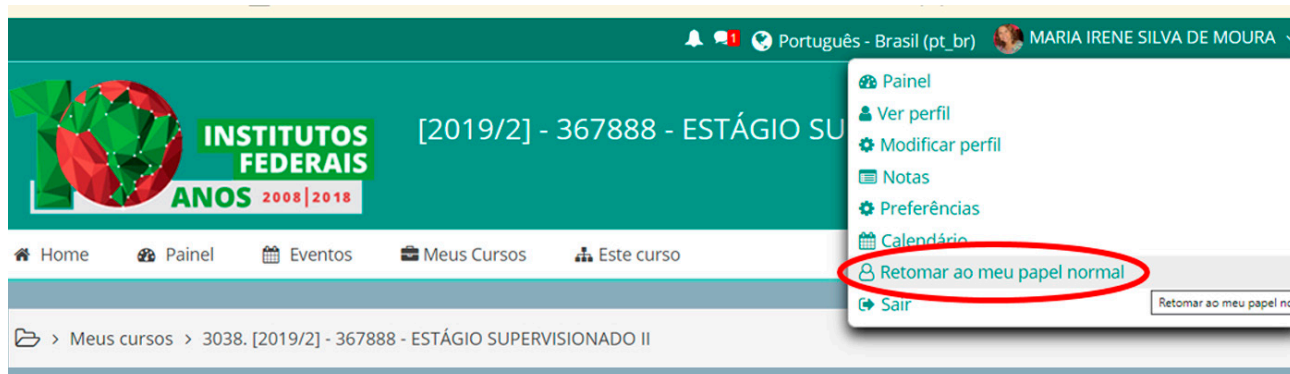 1 Português - Brasil (pt_br) MARIA IRENE SILVA DE MOURA
Painel
Ver perfil
Modificar perfil
Notas
Preferências
Calendário
Retomar ao meu papel normal
Sair
Retomar ao meu papel
10
INSTITUTOS
FEDERAIS
ANOS 2008|2018
[2019/2] - 367888 - ESTÁGIO SU
Home Painel Eventos Meus Cursos Este curso
> Meus cursos > 3038. [2019/2] - 367888 - ESTÁGIO SUPERVISIONADO II